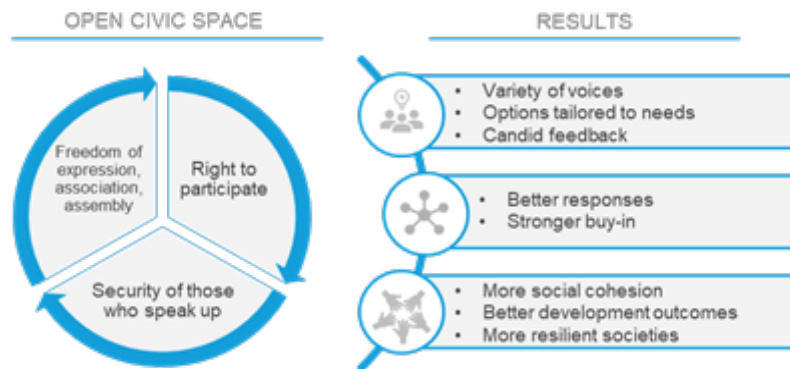 OPEN CIVIC SPACE
Freedom of
expression,
association,
assembly
Right to
participate
Security of those
who speak up
RESULTS
• Variety of voices
• Options tailored to needs
• Candid feedback
• Better responses
• Stronger buy-in
• More social cohesion
• Better development outcomes
• More resilient societies